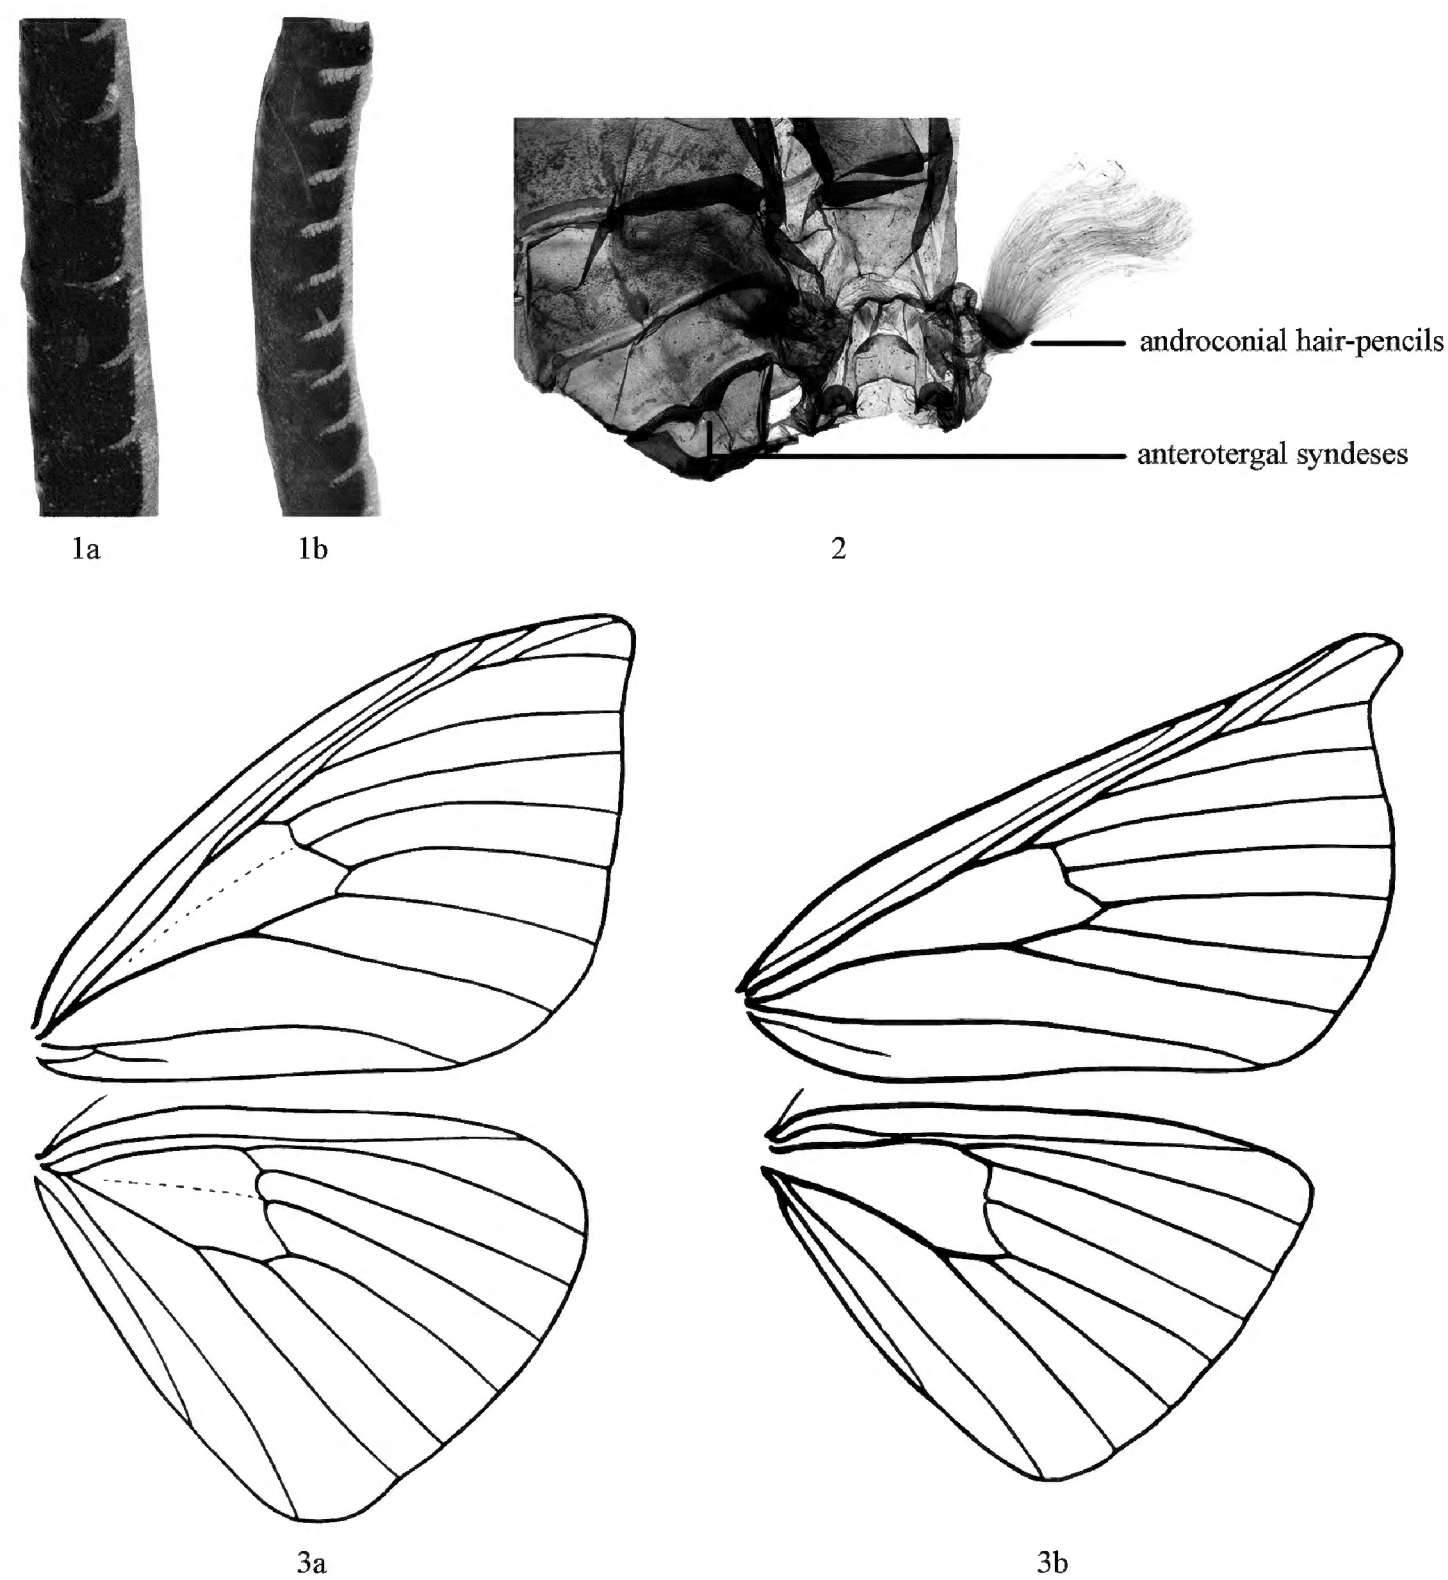 androconial hair-pencils
anterotergal syndeses
1a
1b
2
3a
3b